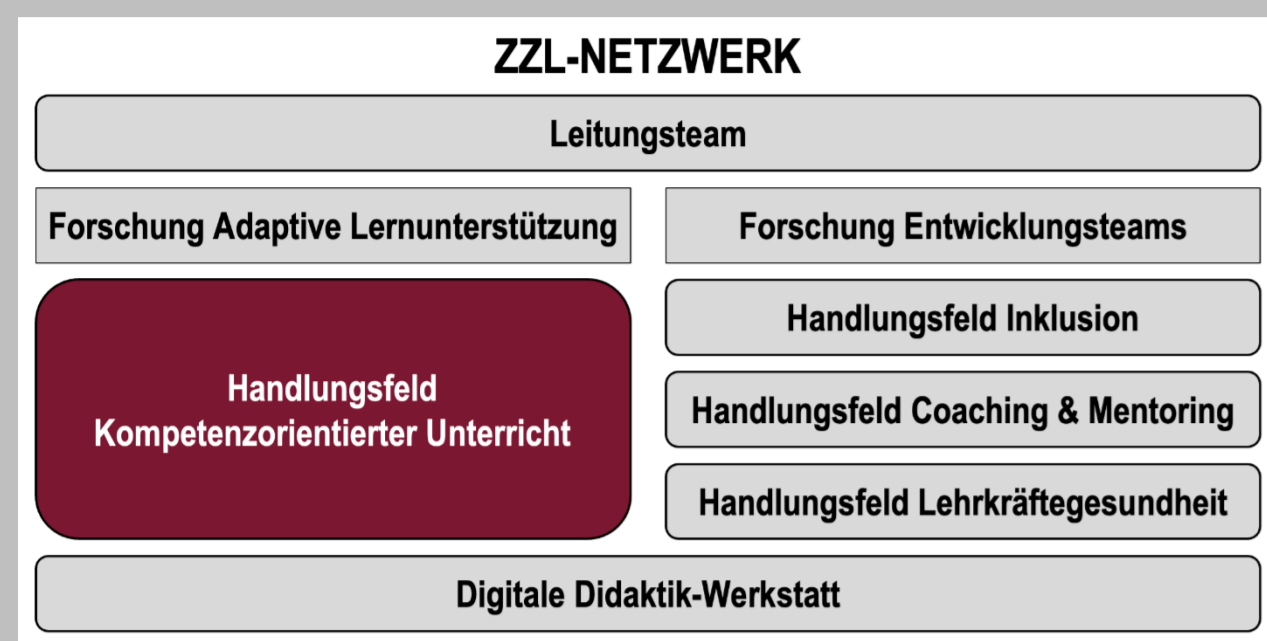 ZZL-NETZWERK
Leitungsteam
Forschung Adaptive Lernunterstützung
Forschung Entwicklungsteams
Handlungsfeld
Kompetenzorientierter Unterricht
Handlungsfeld Inklusion
Handlungsfeld Coaching & Mentoring
Handlungsfeld Lehrkräftegesundheit
Digitale Didaktik-Werkstatt